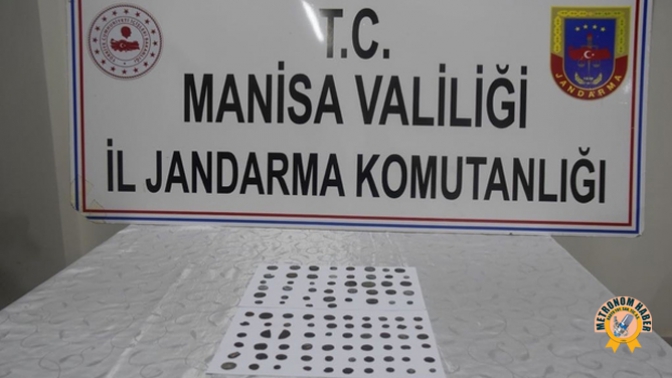 T.C.
MANİSA VALİLİĞİ
İL JANDARMA KOMUTANLIĞI
JANDARMA
METRONOM HABER